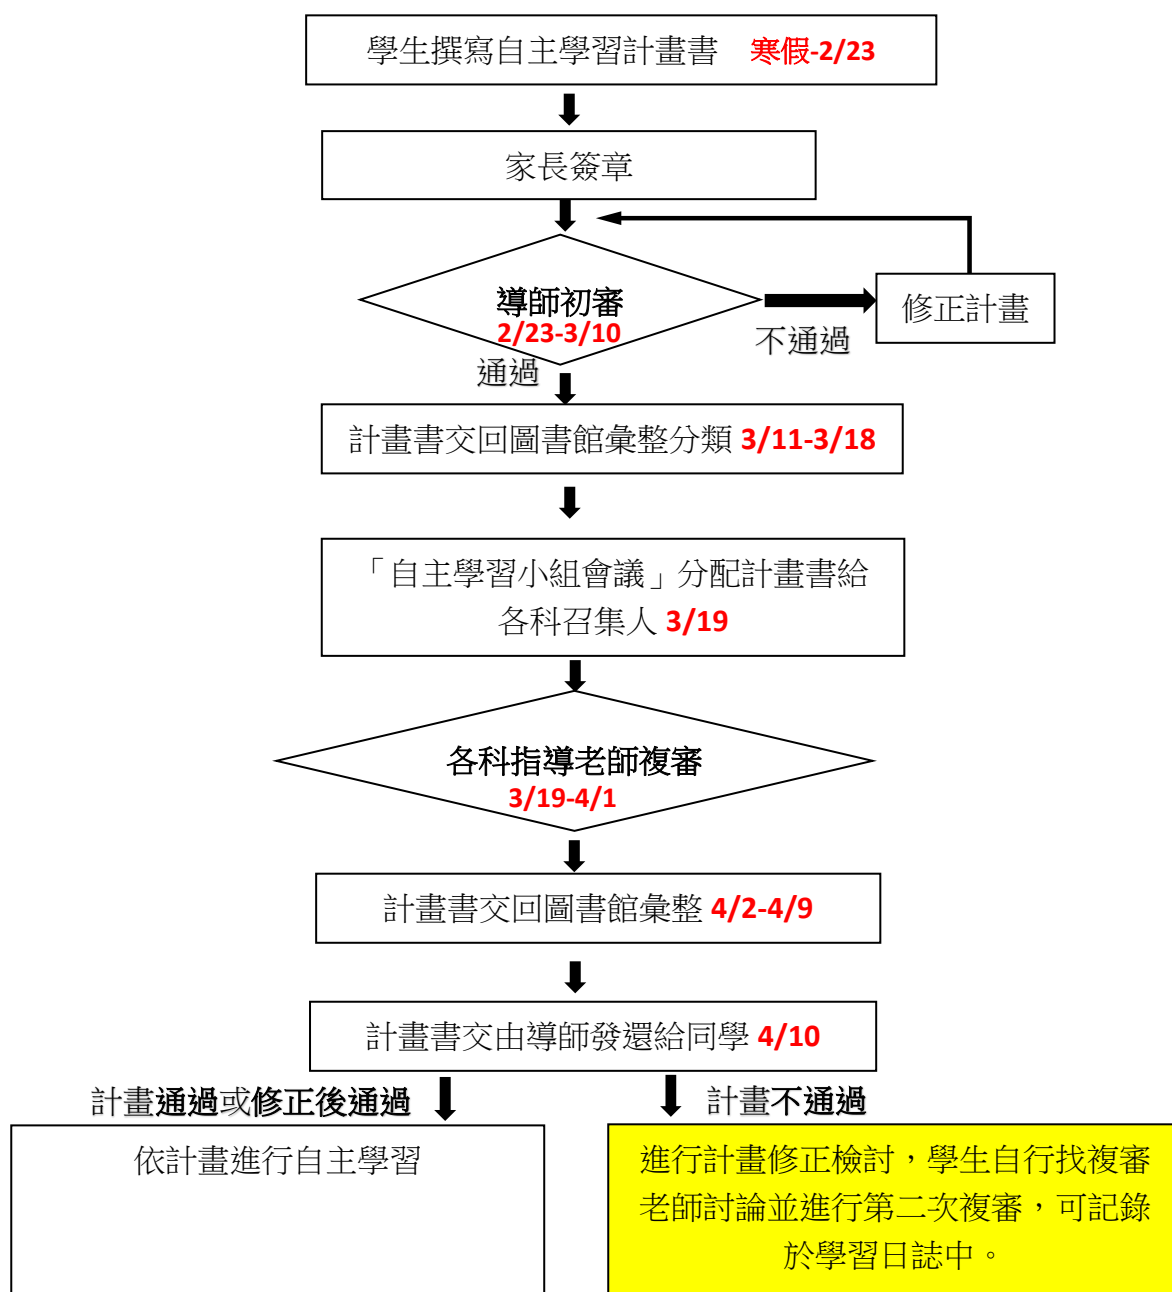 學生撰寫自主學習計畫書 寒假-2/23
家長簽章
導師初審
2/23-3/10
修正計畫
不通過
通過
計畫書交回圖書館彙整分類 3/11-3/18
「自主學習小組會議」分配計畫書給
各科召集人 3/19
各科指導老師複審
3/19-4/1
計畫書交回圖書館彙整 4/2-4/9
計畫書交由導師發還給同學 4/10
計畫通過或修正後通過
計畫不通過
依計畫進行自主學習
進行計畫修正檢討，學生自行找複審
老師討論並進行第二次複審，可記錄
於學習日誌中。